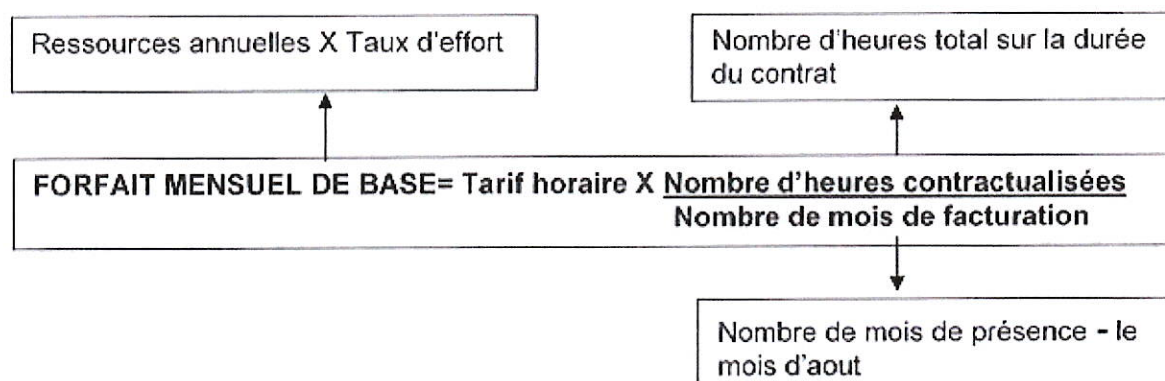 Ressources annuelles X Taux d'effort
Nombre d'heures total sur la durée
du contrat
FORFAIT MENSUEL DE BASE= Tarif horaire X Nombre d'heures contractualisées
Nombre de mois de facturation
Nombre de mois de présence - le
mois d'aout